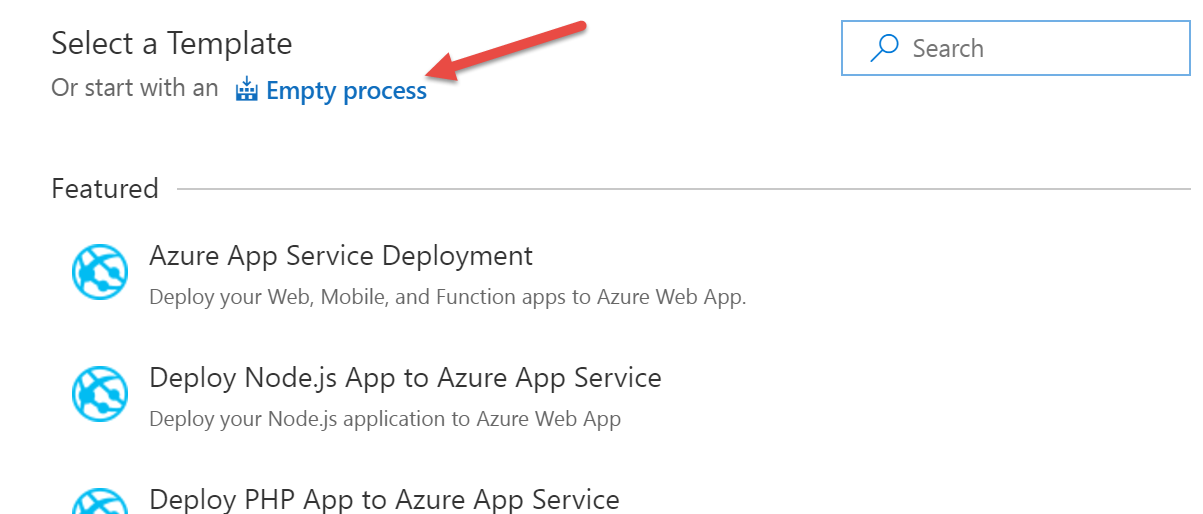 Select a Template
Search
Or start with an Empty process
Featured
Azure App Service Deployment
Deploy your Web, Mobile, and Function apps to Azure Web App.
Deploy Node.js App to Azure App Service
Deploy your Node.js application to Azure Web App
Deploy PHP App to Azure App Service